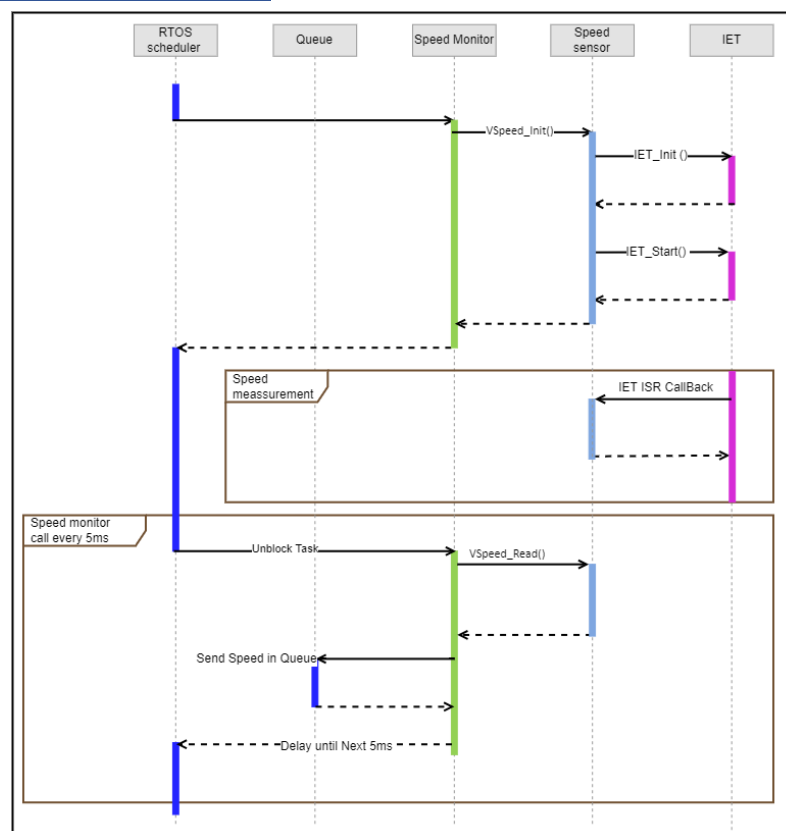 RTOS
scheduler
Queue
Speed Monitor
Speed
sensor
IET
VSpeed_Init()
IET_Init ()
IET_Start()
Speed
meassurement
IET ISR CallBack
Speed monitor
call every 5ms
Unblock Task
VSpeed_Read()
Send Speed in Queue
Delay until Next 5ms